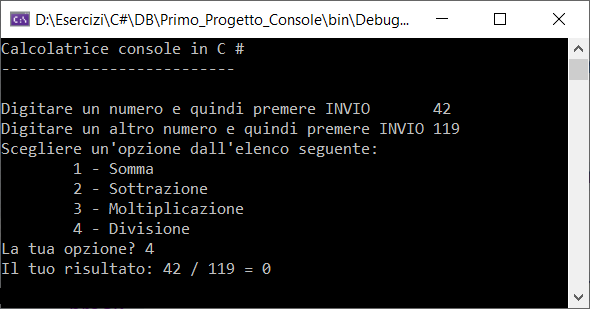 D:\Esercizi\C#\DB\Primo_Progetto_Console\bin\Debug...
Calcolatrice console in C #
--------------------------
Digitare un numero e quindi premere INVIO 42
Digitare un altro numero e quindi premere INVIO 119
Scegliere un'opzione dall'elenco seguente:
1 - Somma
2 - Sottrazione
3 - Moltiplicazione
4 - Divisione
La tua opzione? 4
Il tuo risultato: 42 / 119 = 0